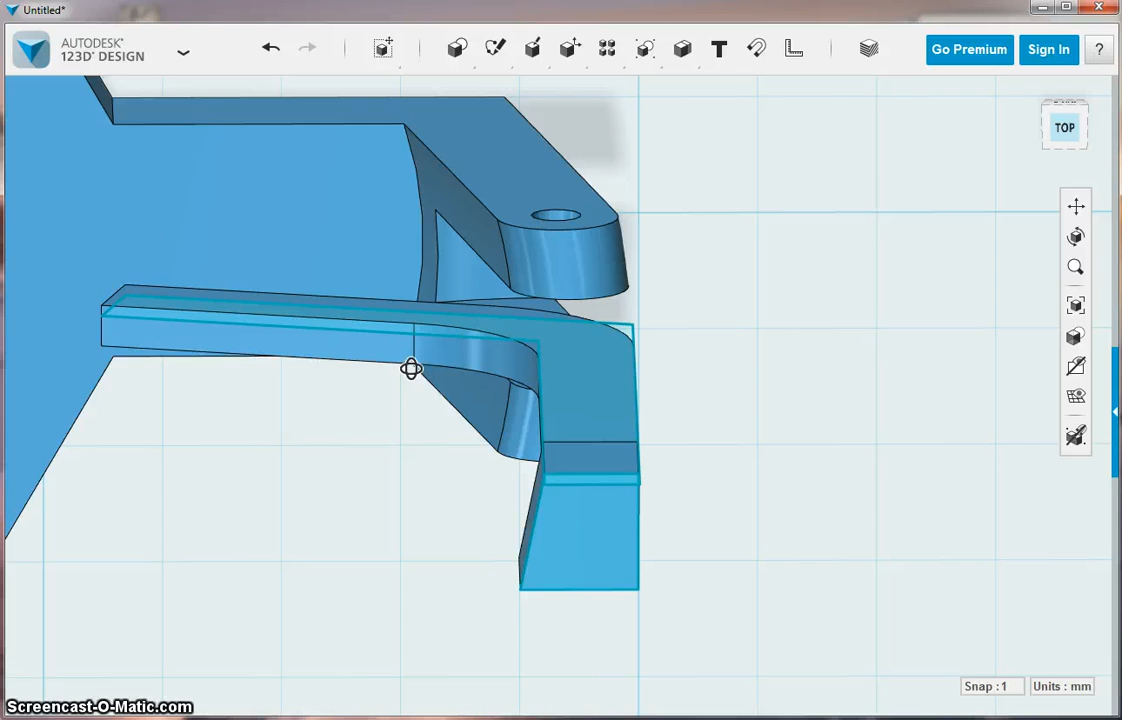 Untitled*
AUTODESK®
123D® DESIGN
T
Go Premium
Sign In
?
TOP
Snap : 1
Units : mm
Screencast-O-Matic.com